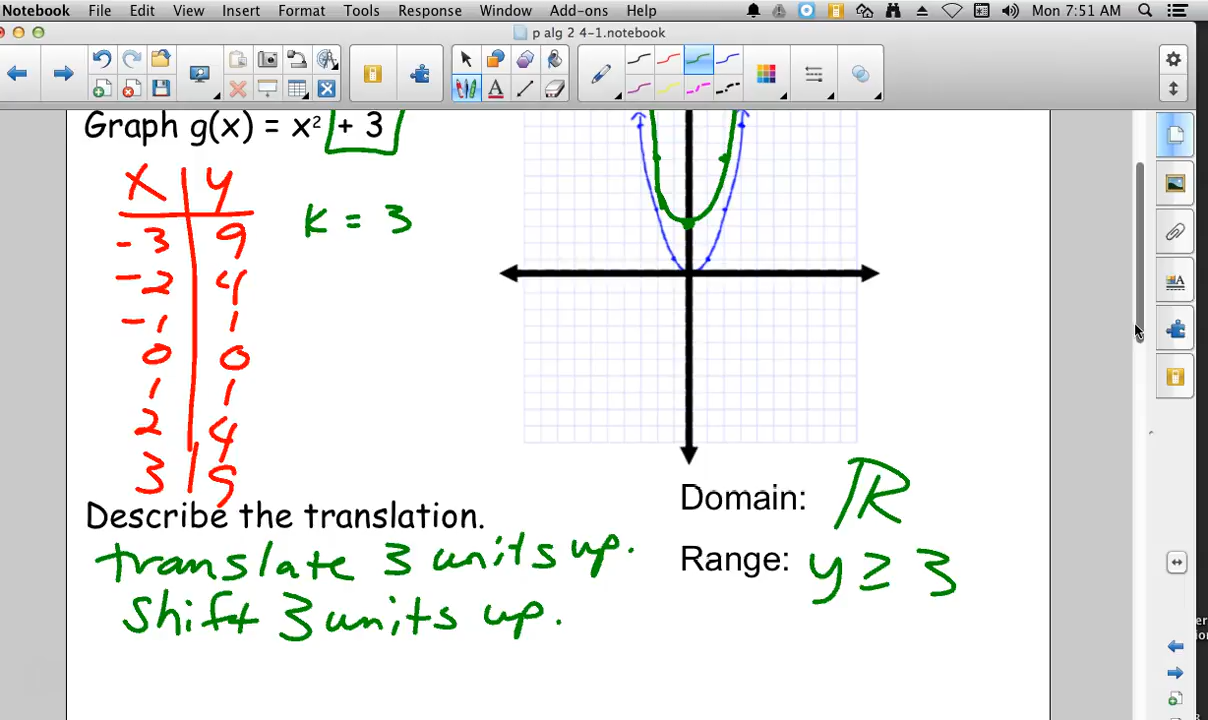 Notebook File Edit View Insert Format Tools Response Window Add-ons Help Mon 7:51 AM
p alg 2 4-1.notebook
Graph g(x) = x² + 3
x y
-3 9
-2 4
-1 1
0 0
1 1
2 4
3 9
K = 3
Describe the translation.
translate 3 units up.
Shift 3 units up.
Domain: ℝ
Range: y ≥ 3